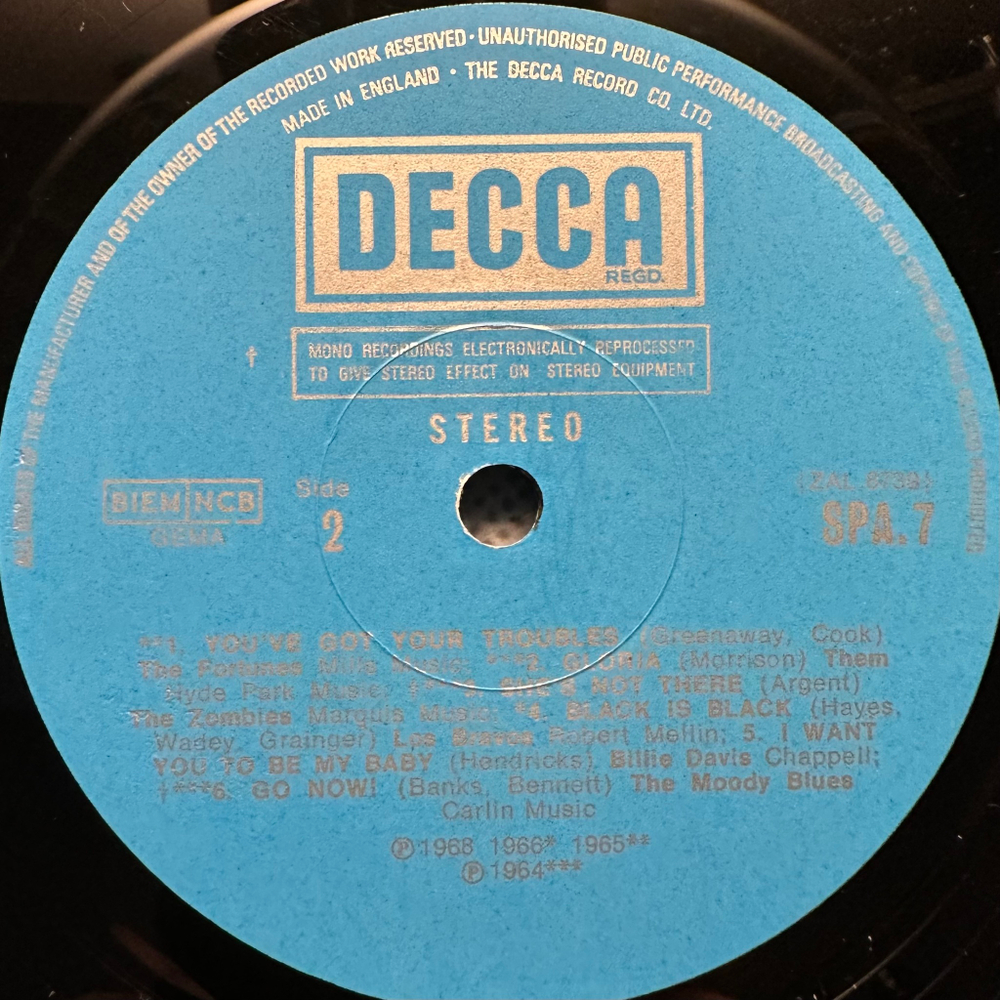 ALL RIGHTS OF THE MANUFACTURER AND OF THE OWNER OF THE RECORDED WORK RESERVED · UNAUTHORISED PUBLIC PERFORMANCE BROADCASTING AND COPYING OF THIS RECORD PROHIBITED
MADE IN ENGLAND · THE DECCA RECORD CO. LTD.
DECCA
REGD.
† MONO RECORDINGS ELECTRONICALLY REPROCESSED
TO GIVE STEREO EFFECT ON STEREO EQUIPMENT
STEREO
BIEM NCB
GEMA
Side
2
SPA.7
**1. YOU'VE GOT YOUR TROUBLES (Greenaway, Cook)
The Fortunes Mills Music; ***2. GLORIA (Morrison) Them
Hyde Park Music; †***3. SHE'S NOT THERE (Argent)
The Zombies Marquis Music; *4. BLACK IS BLACK (Hayes,
Wadey, Grainger) Los Bravos Robert Mellin; 5. I WANT
YOU TO BE MY BABY (Hendricks) Billie Davis Chappell;
†***6. GO NOW! (Banks, Bennett) The Moody Blues
Carlin Music
℗ 1968 1966* 1965**
℗ 1964***